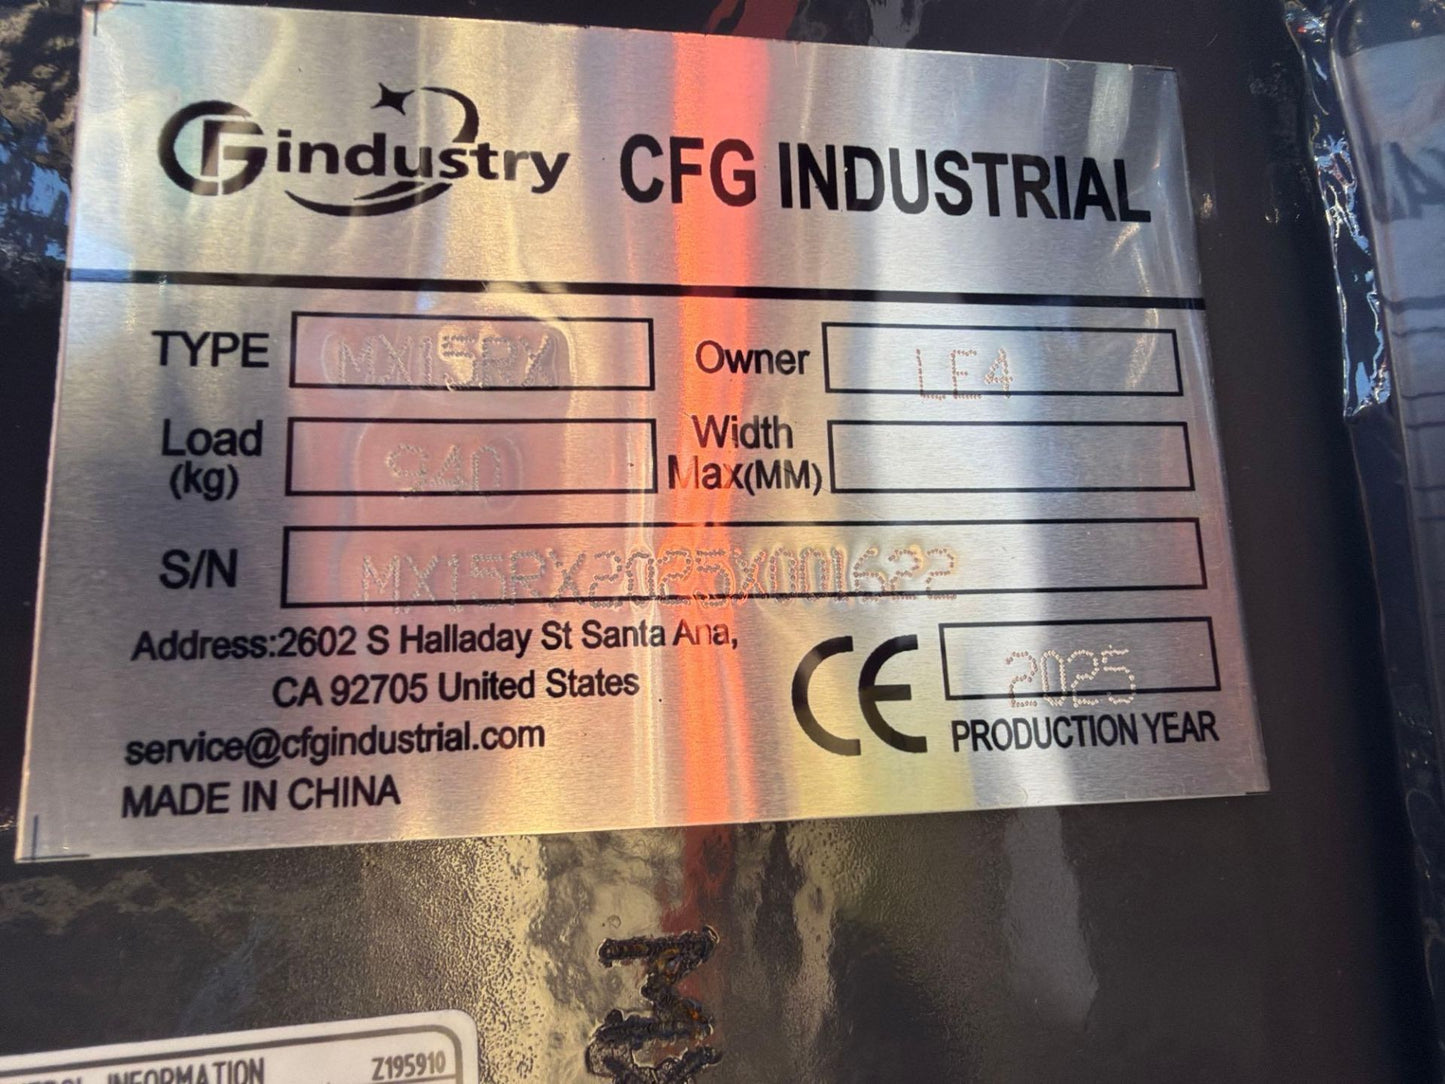 CFGindustry CFG INDUSTRIAL
TYPE MX15RX Owner LE4
Load (kg) 940 Width Max(MM)
S/N MX15RX2025X001622
Address:2602 S Halladay St Santa Ana,
CA 92705 United States
service@cfgindustrial.com
MADE IN CHINA
CE 2025
PRODUCTION YEAR
INFORMATION Z195910